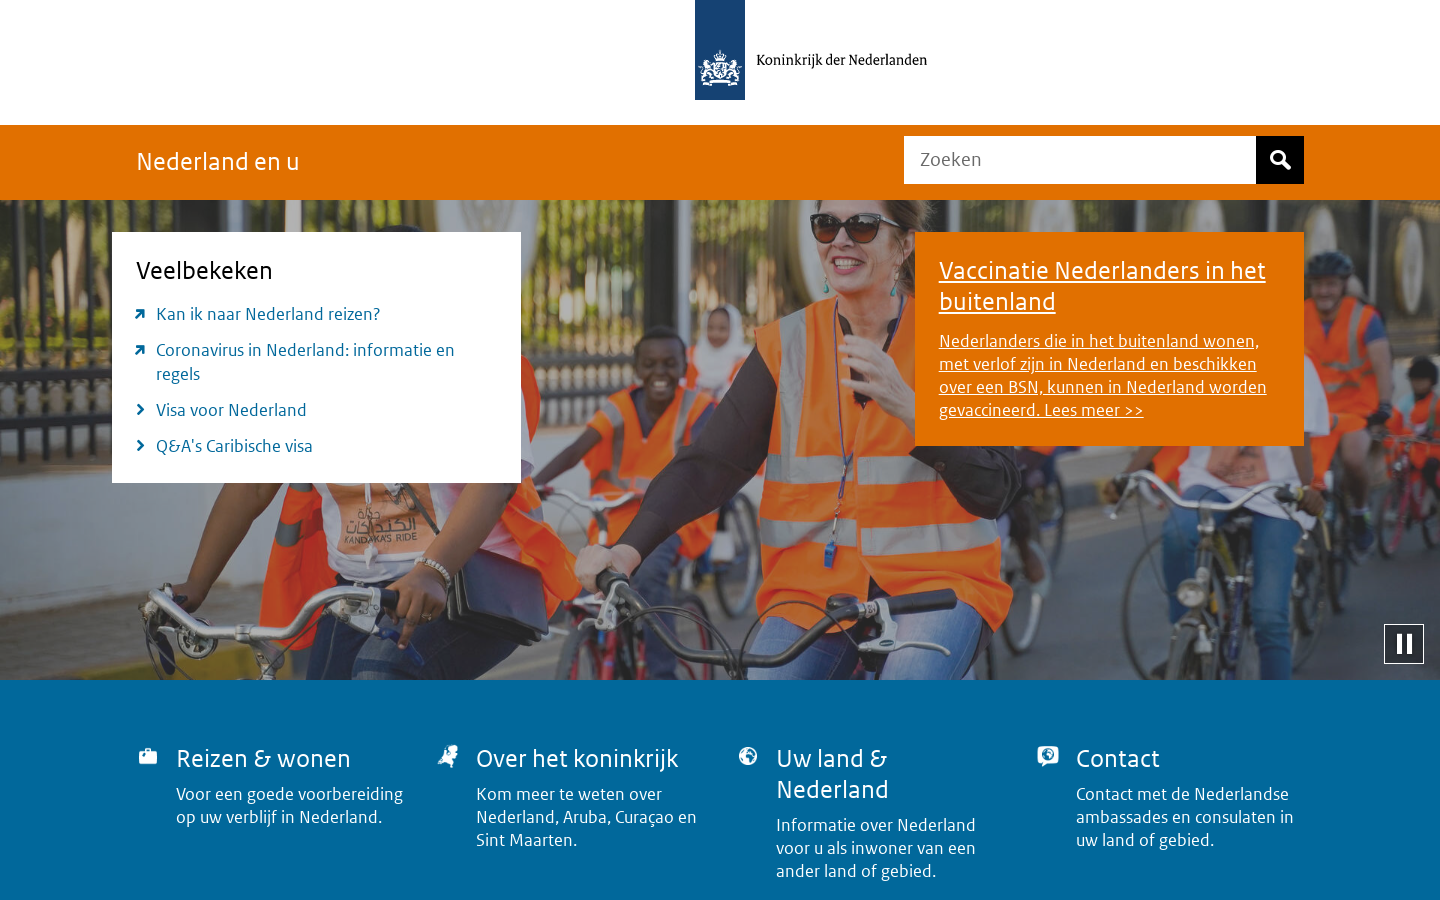 Koninkrijk der Nederlanden
Nederland en u
Zoeken
Veelbekeken
Kan ik naar Nederland reizen?
Coronavirus in Nederland: informatie en
regels
Visa voor Nederland
Q&A's Caribische visa
Vaccinatie Nederlanders in het
buitenland
Nederlanders die in het buitenland wonen,
met verlof zijn in Nederland en beschikken
over een BSN, kunnen in Nederland worden
gevaccineerd. Lees meer >>
الكنداكات
KANDAKA'S RIDE
Reizen & wonen
Voor een goede voorbereiding
op uw verblijf in Nederland.
Over het koninkrijk
Kom meer te weten over
Nederland, Aruba, Curaçao en
Sint Maarten.
Uw land &
Nederland
Informatie over Nederland
voor u als inwoner van een
ander land of gebied.
Contact
Contact met de Nederlandse
ambassades en consulaten in
uw land of gebied.